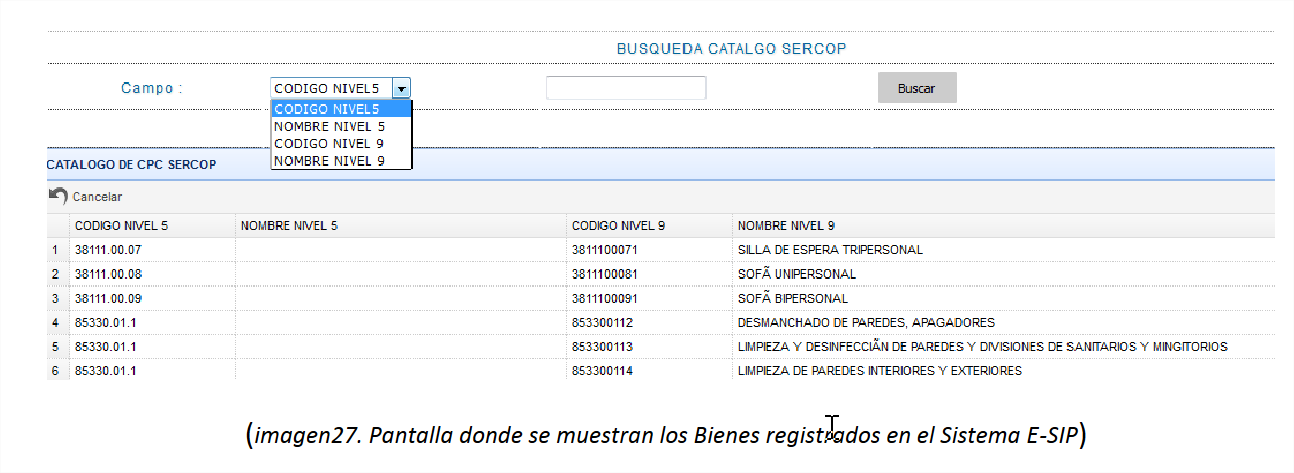 BUSQUEDA CATALGO SERCOP
Campo : CODIGO NIVEL5 Buscar
CODIGO NIVEL5
NOMBRE NIVEL 5
CODIGO NIVEL 9
NOMBRE NIVEL 9
CATALOGO DE CPC SERCOP
Cancelar
CODIGO NIVEL 5 NOMBRE NIVEL 5 CODIGO NIVEL 9 NOMBRE NIVEL 9
1 38111.00.07 3811100071 SILLA DE ESPERA TRIPERSONAL
2 38111.00.08 3811100081 SOFÃ UNIPERSONAL
3 38111.00.09 3811100091 SOFÃ BIPERSONAL
4 85330.01.1 853300112 DESMANCHADO DE PAREDES, APAGADORES
5 85330.01.1 853300113 LIMPIEZA Y DESINFECCIÃN DE PAREDES Y DIVISIONES DE SANITARIOS Y MINGITORIOS
6 85330.01.1 853300114 LIMPIEZA DE PAREDES INTERIORES Y EXTERIORES
(imagen27. Pantalla donde se muestran los Bienes registrados en el Sistema E-SIP)